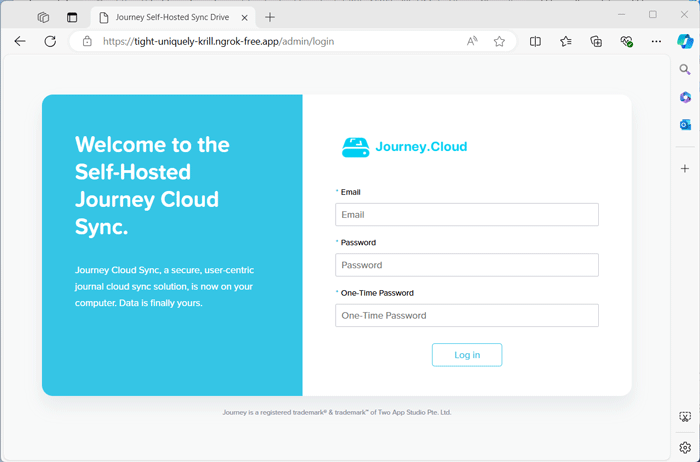 Journey Self-Hosted Sync Drive
https://tight-uniquely-krill.ngrok-free.app/admin/login
Welcome to the
Self-Hosted
Journey Cloud
Sync.
Journey Cloud Sync, a secure, user-centric
journal cloud sync solution, is now on your
computer. Data is finally yours.
Journey.Cloud
* Email
Email
* Password
Password
* One-Time Password
One-Time Password
Log in
Journey is a registered trademark® & trademark™ of Two App Studio Pte. Ltd.